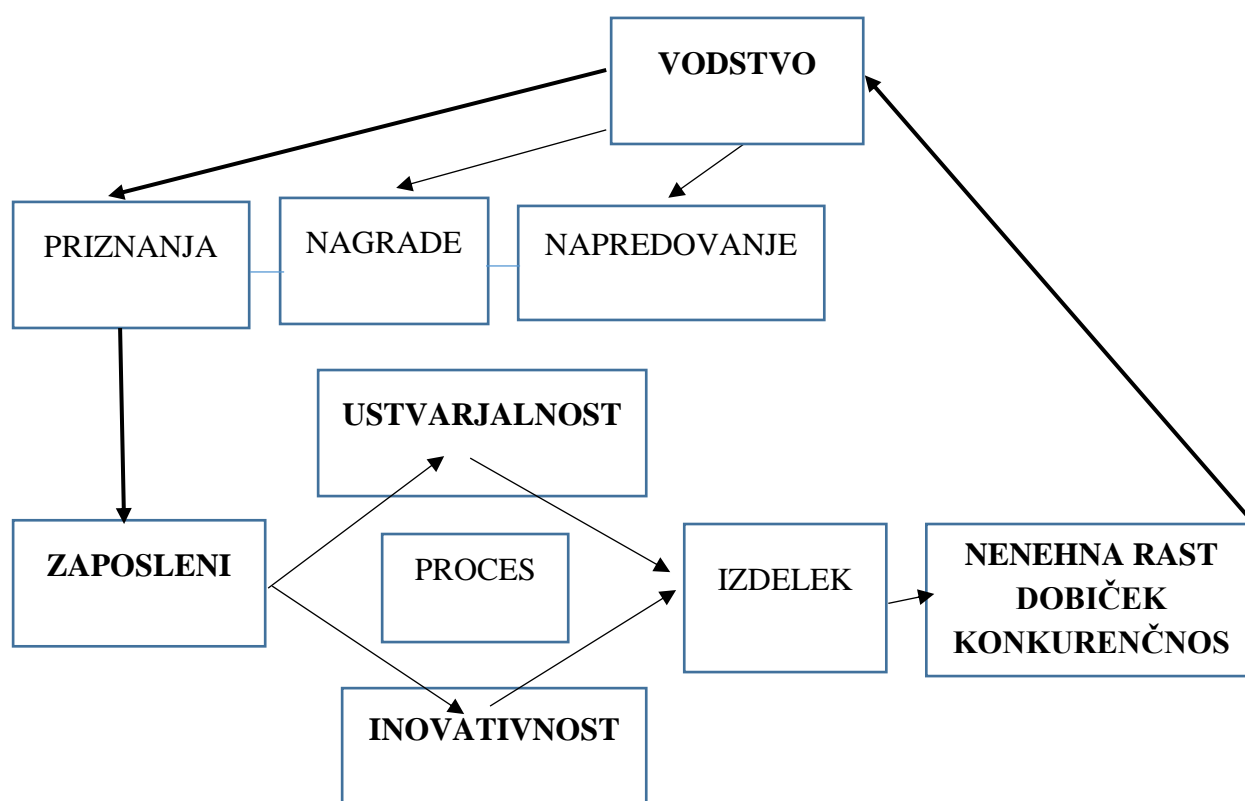 VODSTVO
PRIZNANJA
NAGRADE
NAPREDOVANJE
USTVARJALNOST
ZAPOSLENI
PROCES
IZDELEK
NENEHNA RAST
DOBIČEK
KONKURENČNOS
INOVATIVNOST